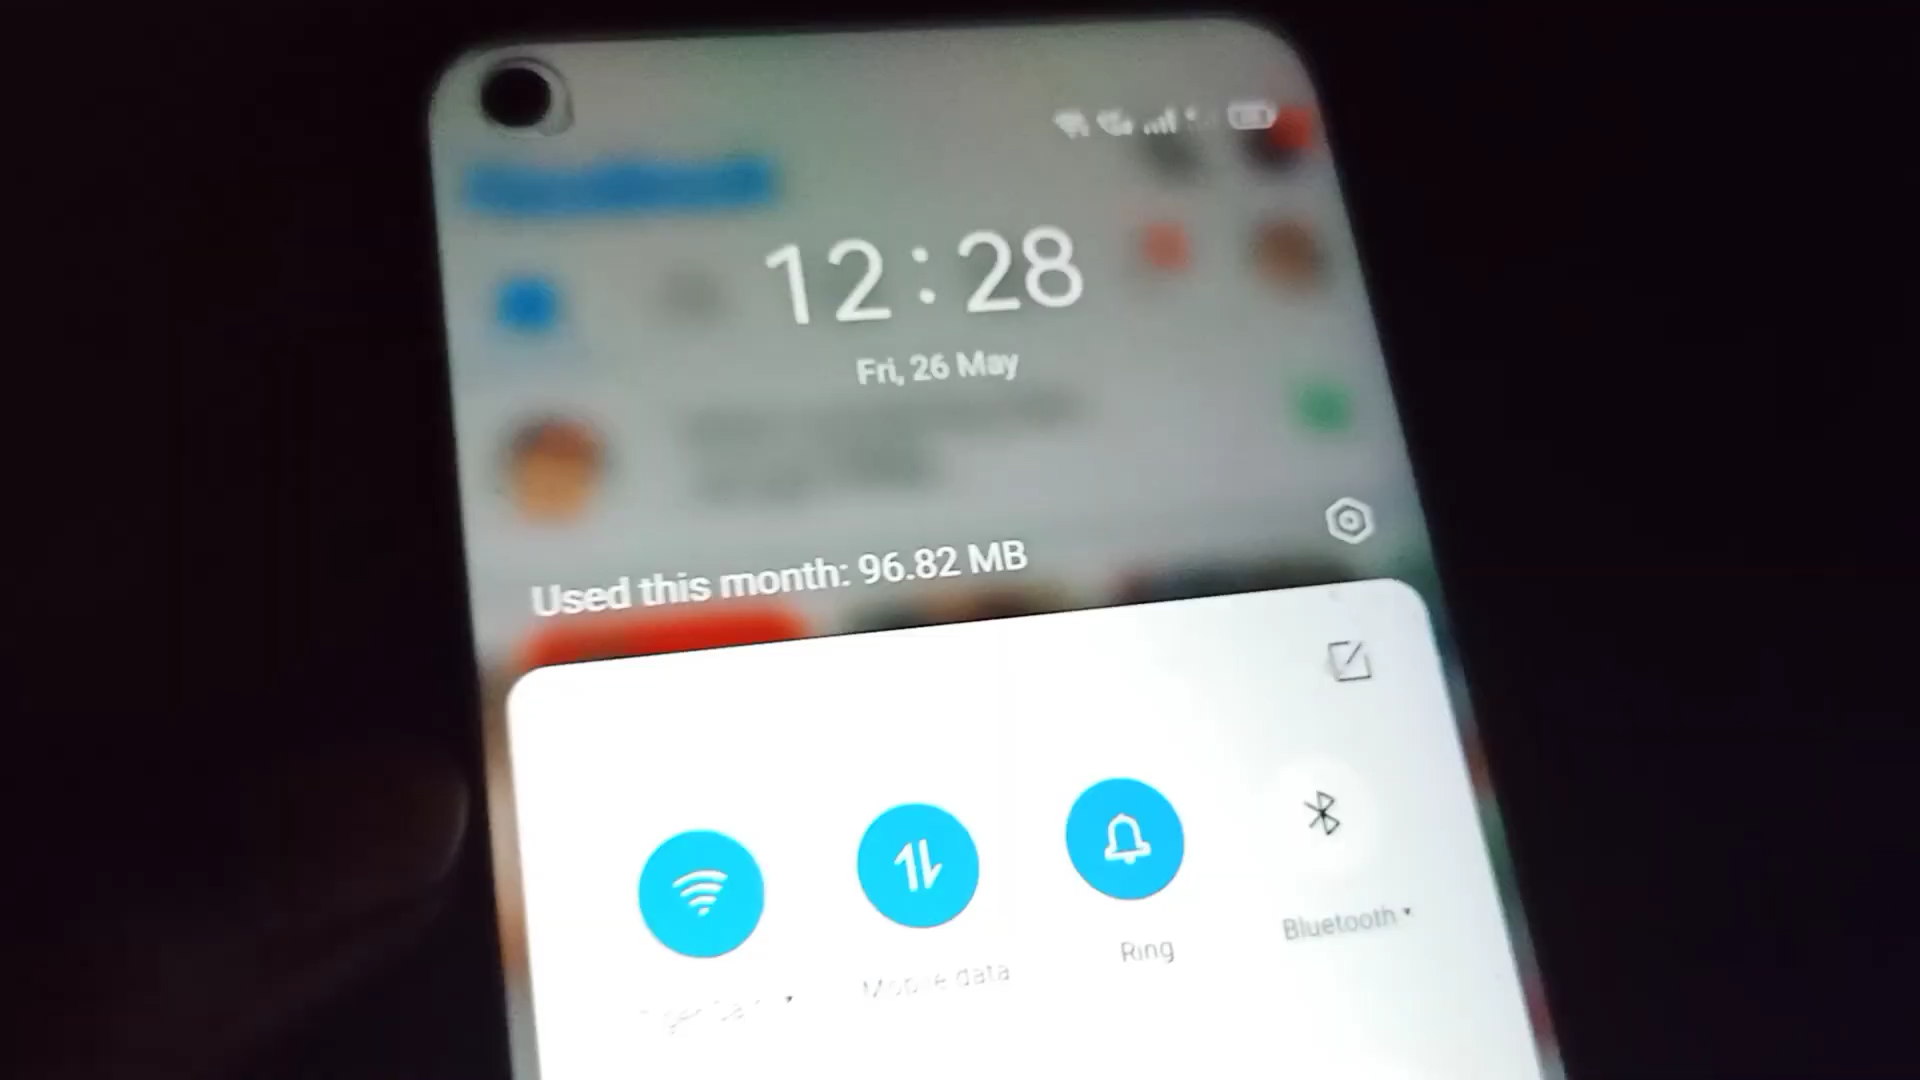 12:28
Fri, 26 May
Used this month: 96.82 MB
Mobile data
Ring
Bluetooth